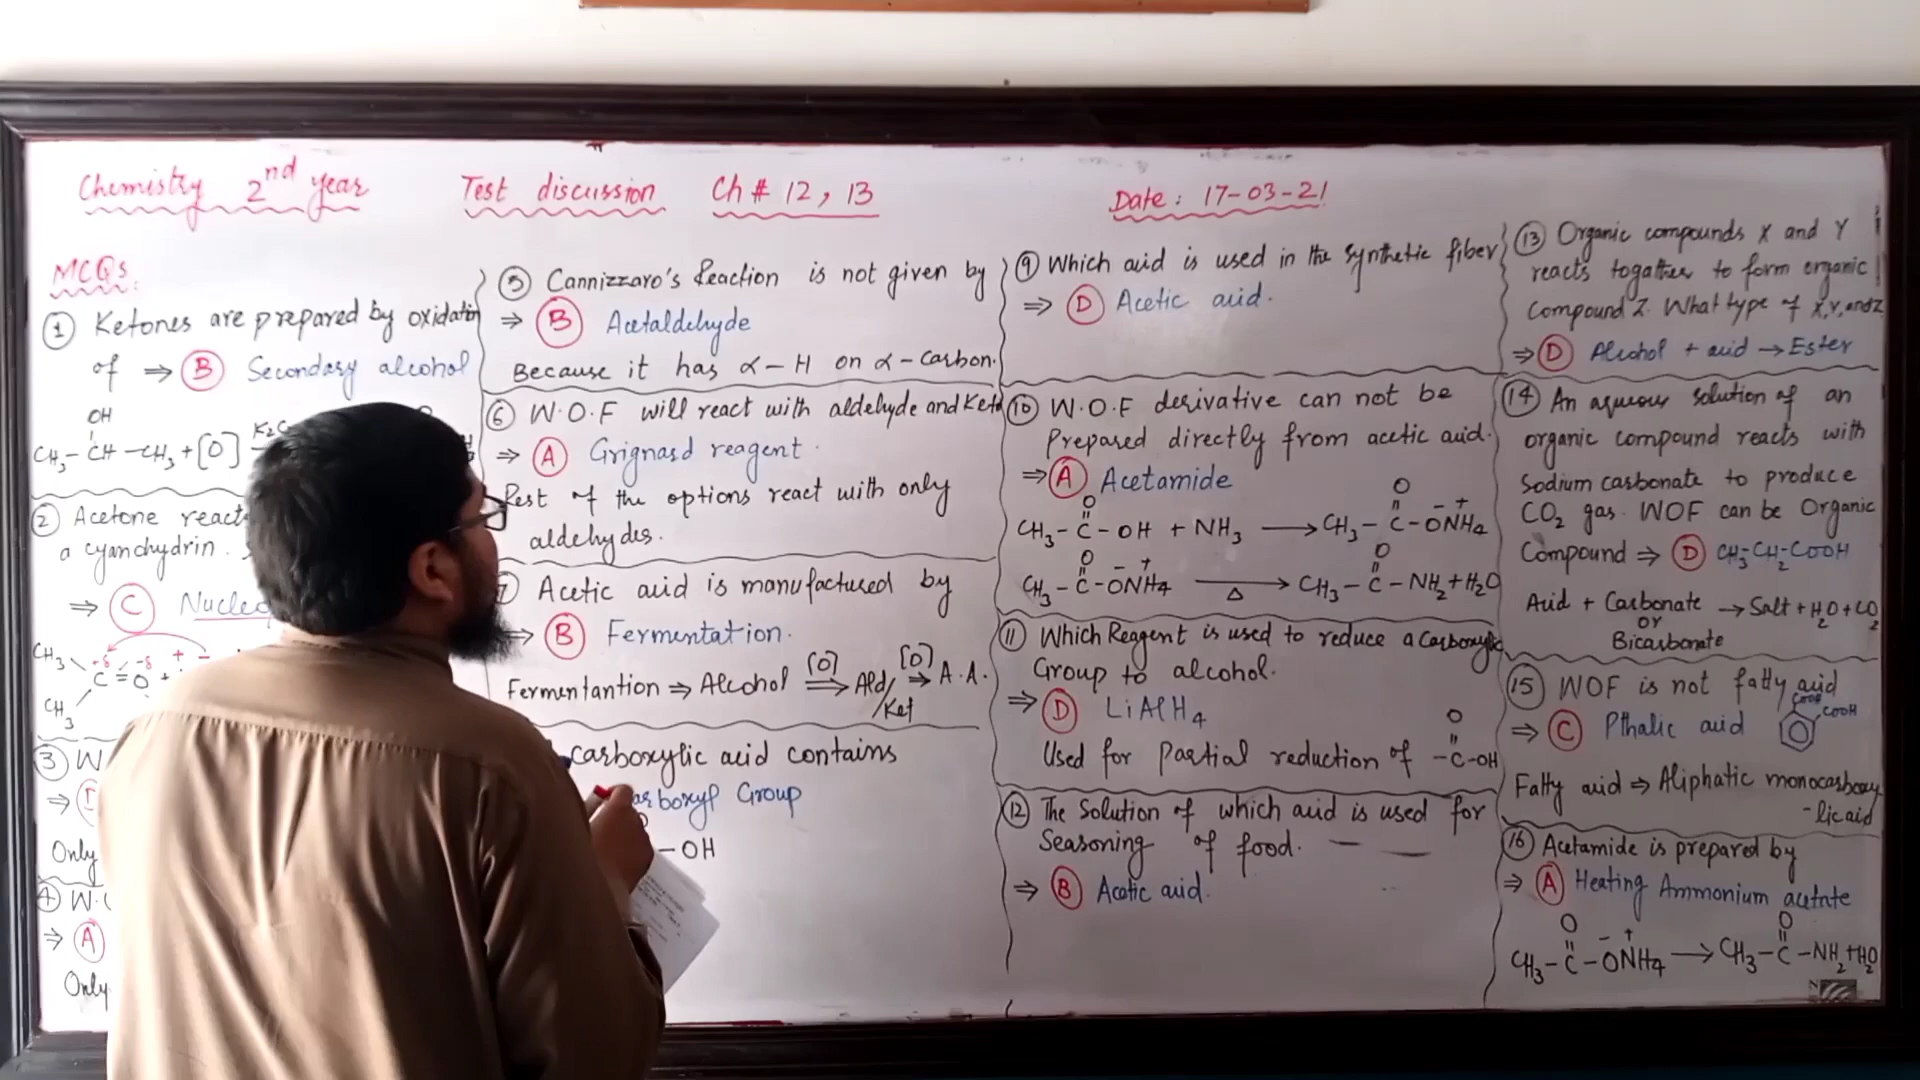 Chemistry 2nd year Test discussion Ch # 12, 13 Date: 17-03-21
MCQs:
① Ketones are prepared by oxidation
of ⇒ Ⓑ Secondary alcohol
OH
CH3-CH-CH3+[O]
② Acetone
a cyanohydrin.
⇒ Ⓒ
CH3
C=O
CH3
③
⇒
Only
④
⇒ Ⓐ
Only
⑤ Cannizzaro's Reaction is not given by
⇒ Ⓑ Acetaldehyde
Because it has α-H on α-Carbon.
⑥ W.O.F will react with aldehyde and
⇒ Ⓐ Grignard reagent.
Rest of the options react with only
aldehydes.
⑦ Acetic acid is manufactured by
⇒ Ⓑ Fermentation.
[O] [O]
Fermentantion ⇒ Alcohol ⇒ Ald/ → A.A.
/Ket
carboxylic acid contains
Group
-OH
⑨ Which acid is used in the synthetic fiber
⇒ Ⓓ Acetic acid.
⑩ W.O.F derivative can not be
Prepared directly from acetic acid.
⇒ Ⓐ Acetamide
O O
CH3-C-OH + NH3 → CH3-C-ONH4
O O
CH3-C-ONH4 → CH3-C-NH2+H2O
Δ
⑪ Which Reagent is used to reduce a Carboxylic
Group to alcohol.
⇒ Ⓓ LiAlH4
O
Used for Partial reduction of -C-OH
⑫ The Solution of which acid is used for
Seasoning of food.
⇒ Ⓑ Acetic acid.
⑬ Organic compounds X and Y
reacts togather to form organic
Compound Z. What type of X,Y, and Z
⇒ Ⓓ Alcohol + acid → Ester
⑭ An aqueous solution of an
organic compound reacts with
Sodium carbonate to produce
CO2 gas. WOF can be Organic
Compound ⇒ Ⓓ CH3-CH2-COOH
Acid + Carbonate → Salt + H2O + CO2
or
Bicarbonate
⑮ WOF is not fatty acid
COOH
⇒ Ⓒ Pthalic acid COOH
Fatty acid ⇒ Aliphatic monocarboxy
-lic acid
⑯ Acetamide is prepared by
⇒ Ⓐ Heating Ammonium acetate
O O
CH3-C-ONH4 → CH3-C-NH2+H2O